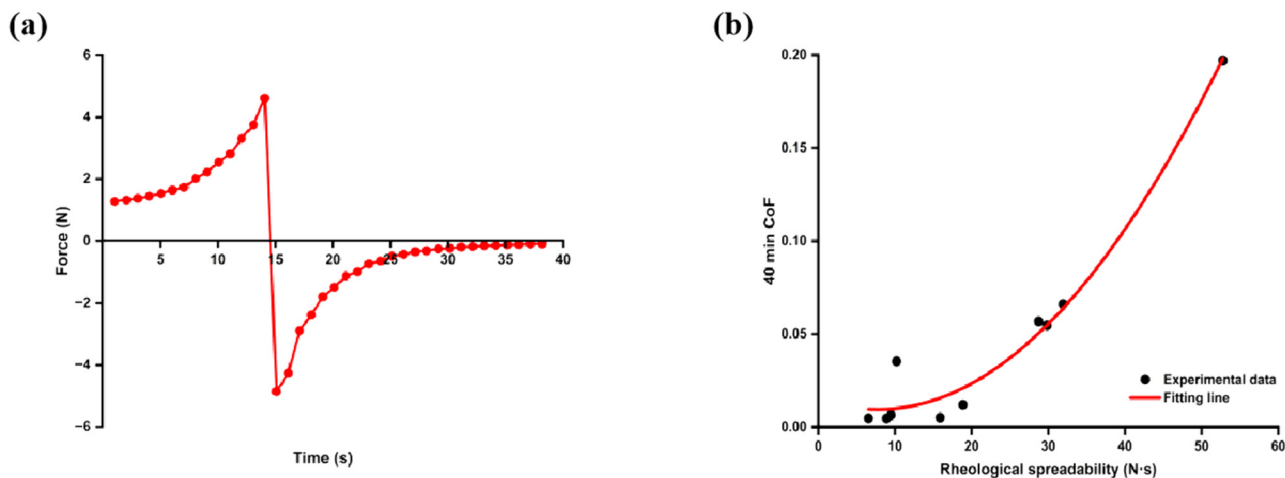 (a)
6
4
2
0
−2
−4
−6
5 10 15 20 25 30 35 40
Force (N)
Time (s)
(b)
0.20
0.15
0.10
0.05
0.00
0 10 20 30 40 50 60
40 min CoF
Rheological spreadability (N·s)
Experimental data
Fitting line